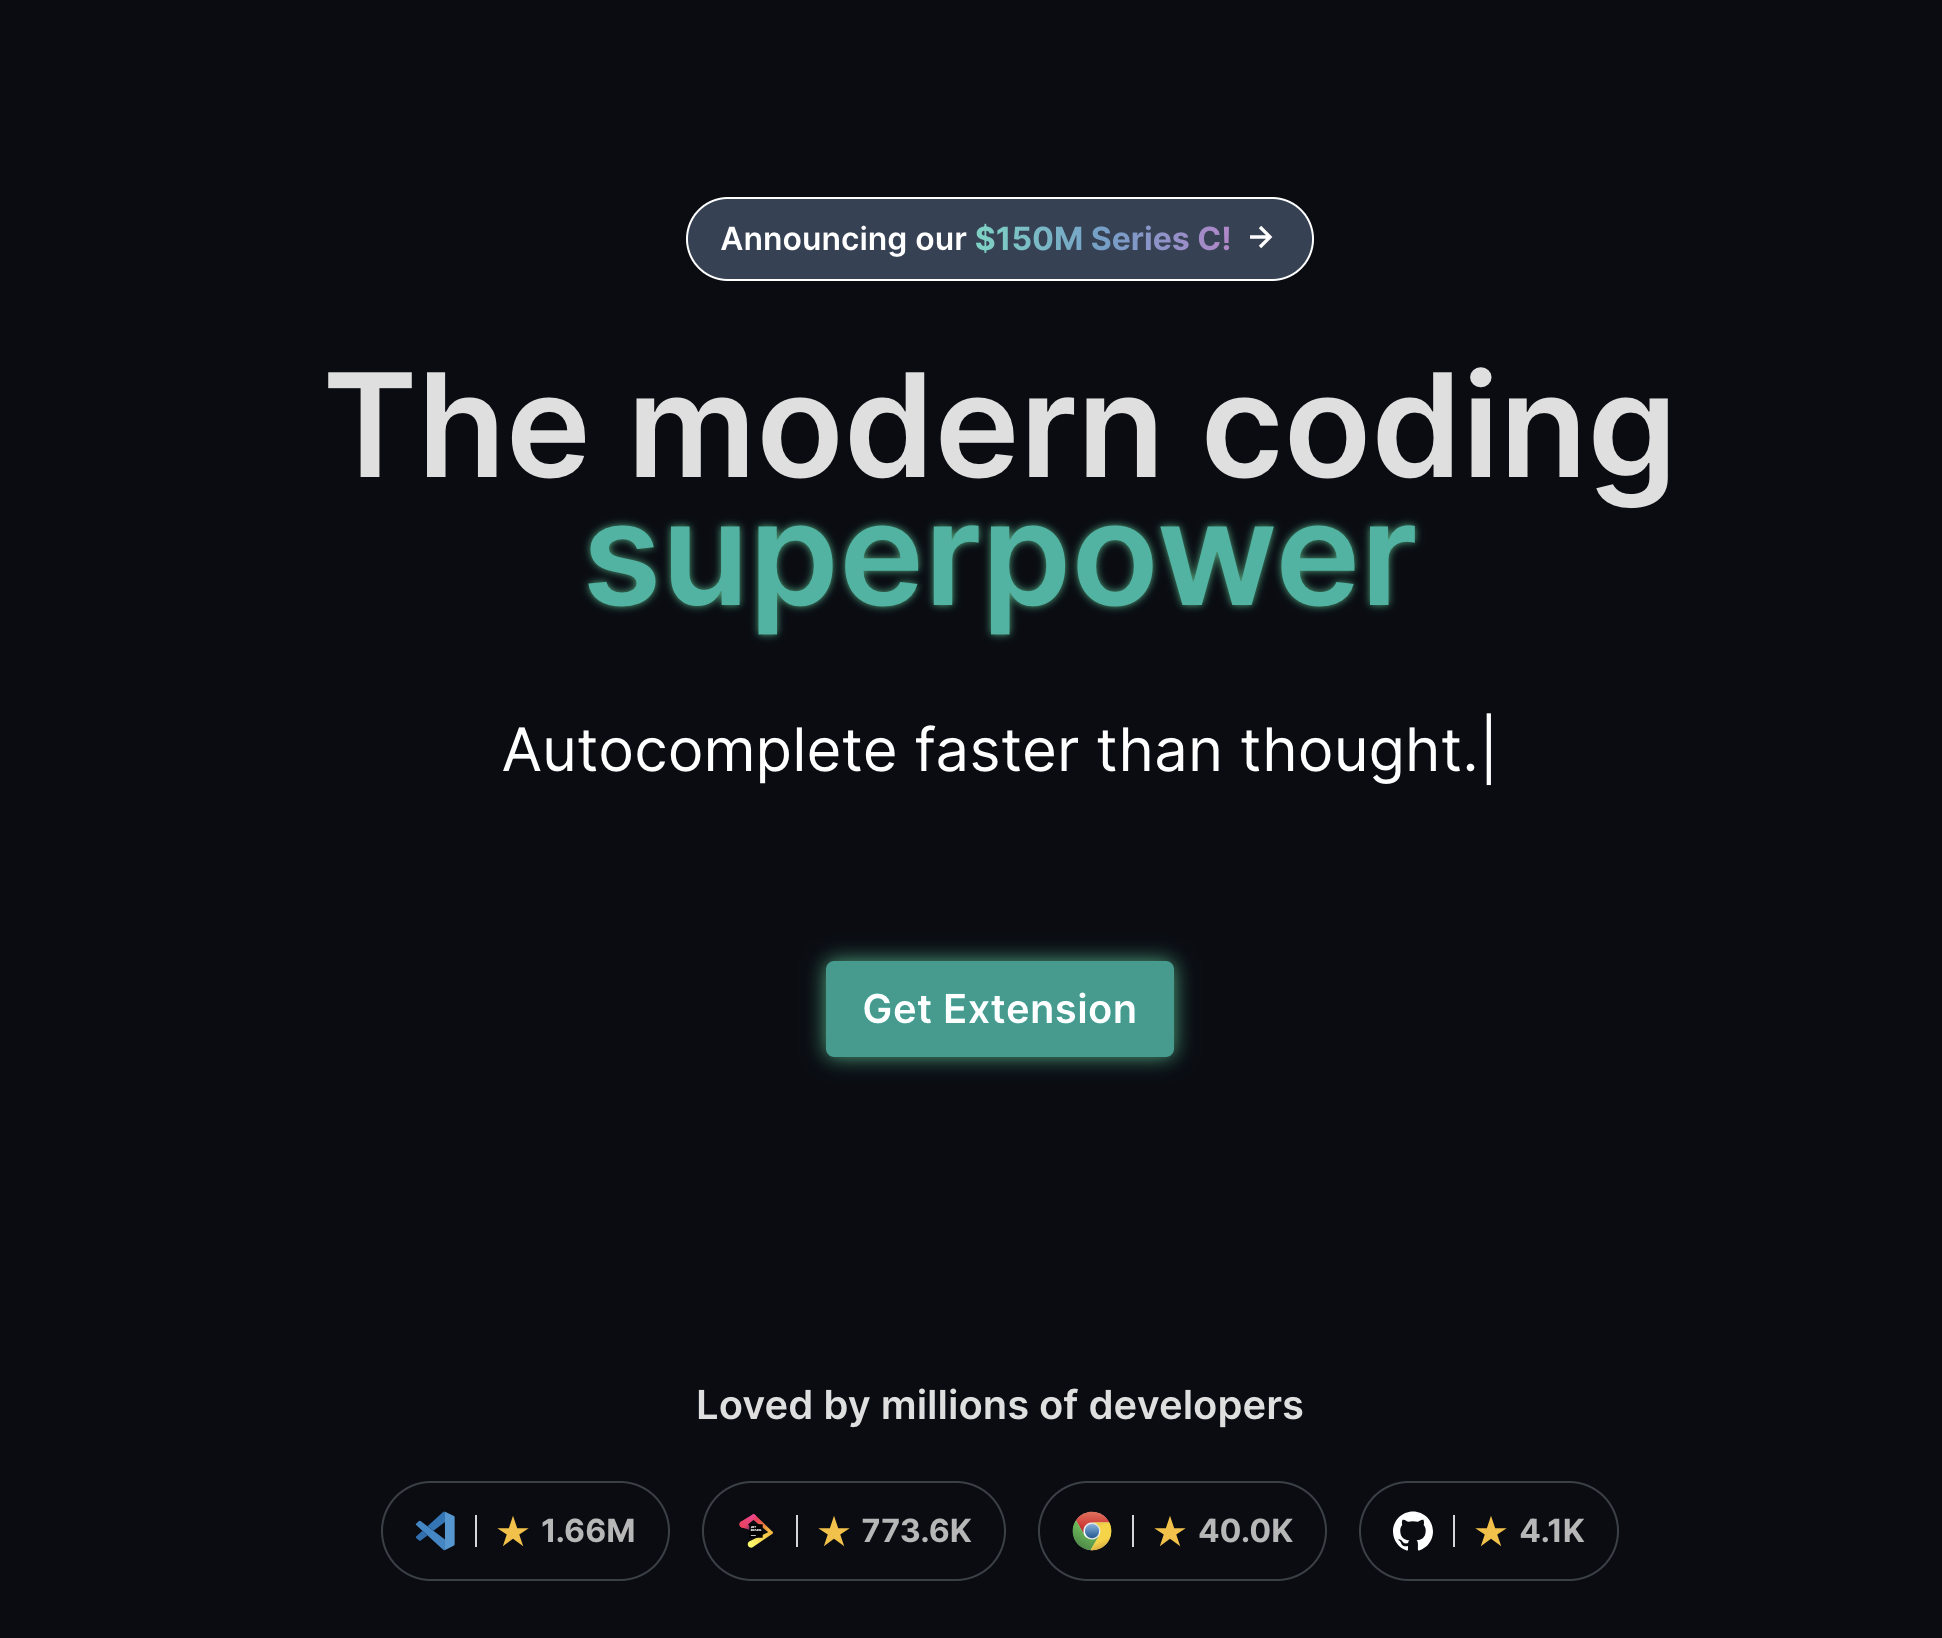 Announcing our $150M Series C! →
The modern coding
superpower
Autocomplete faster than thought.|
Get Extension
Loved by millions of developers
★ 1.66M
★ 773.6K
★ 40.0K
★ 4.1K